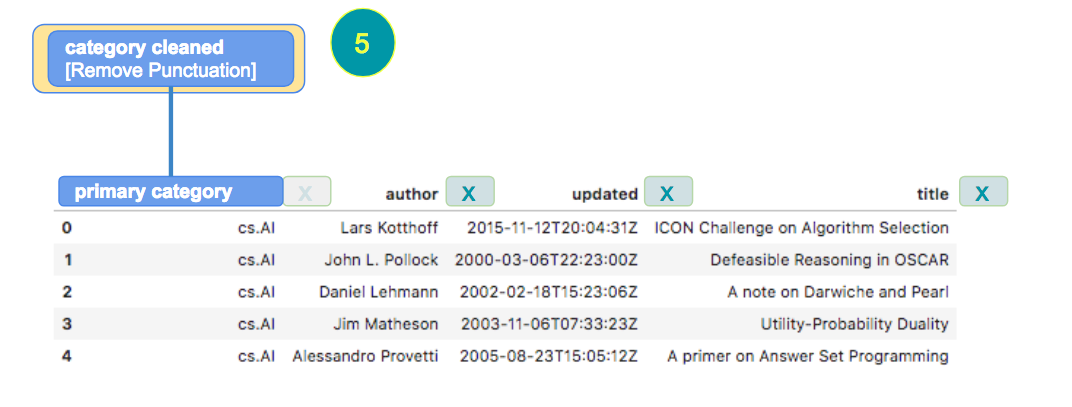 category cleaned
[Remove Punctuation]
5
primary category X author X updated X title X
0 cs.AI Lars Kotthoff 2015-11-12T20:04:31Z ICON Challenge on Algorithm Selection
1 cs.AI John L. Pollock 2000-03-06T22:23:00Z Defeasible Reasoning in OSCAR
2 cs.AI Daniel Lehmann 2002-02-18T15:23:06Z A note on Darwiche and Pearl
3 cs.AI Jim Matheson 2003-11-06T07:33:23Z Utility-Probability Duality
4 cs.AI Alessandro Provetti 2005-08-23T15:05:12Z A primer on Answer Set Programming